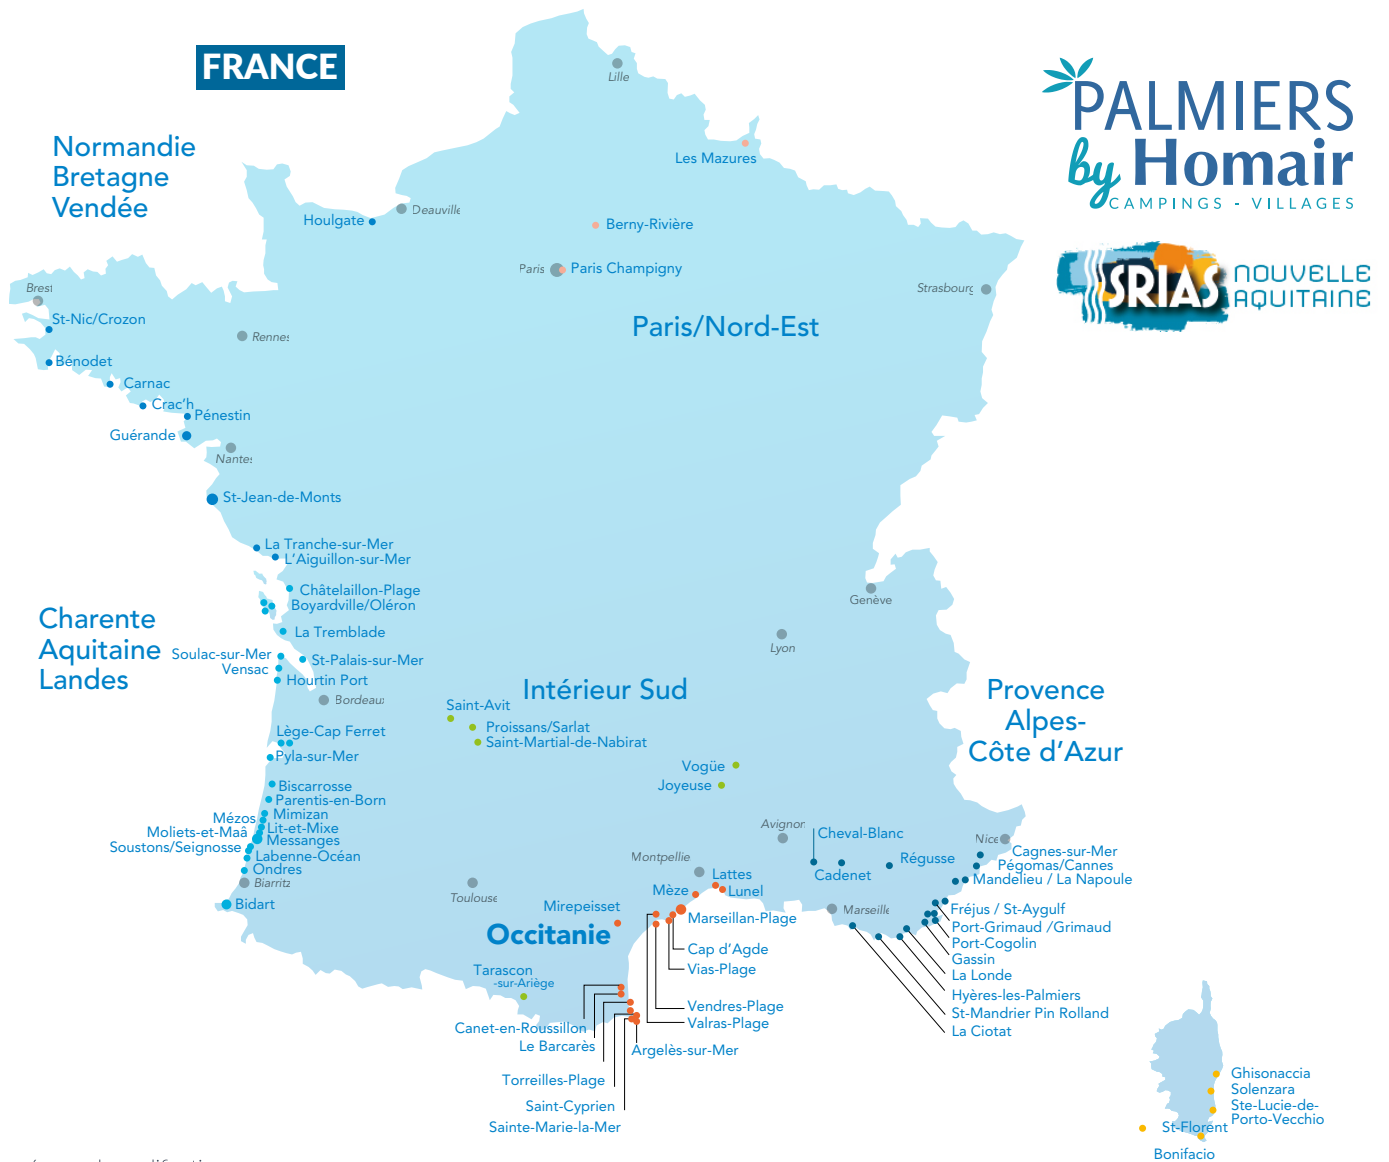 FRANCE
PALMIERS
by Homair
CAMPINGS - VILLAGES
SRIAS
NOUVELLE
AQUITAINE
Normandie
Bretagne
Vendée
Lille
Les Mazures
Deauville
Houlgate
Berny-Rivière
Paris
Paris Champigny
Strasbourg
Brest
St-Nic/Crozon
Paris/Nord-Est
Rennes
Bénodet
Carnac
Crac'h
Pénestin
Guérande
Nantes
St-Jean-de-Monts
La Tranche-sur-Mer
L'Aiguillon-sur-Mer
Châtelaillon-Plage
Boyardville/Oléron
Genève
Charente
Aquitaine
Landes
La Tremblade
Lyon
Soulac-sur-Mer
St-Palais-sur-Mer
Vensac
Hourtin Port
Bordeaux
Intérieur Sud
Provence
Alpes-
Côte d'Azur
Saint-Avit
Proissans/Sarlat
Saint-Martial-de-Nabirat
Lège-Cap Ferret
Pyla-sur-Mer
Vogüe
Joyeuse
Biscarrosse
Parentis-en-Born
Mimizan
Mézos
Lit-et-Mixe
Moliets-et-Maâ
Messanges
Soustons/Seignosse
Labenne-Océan
Ondres
Biarritz
Bidart
Avignon
Cheval-Blanc
Nice
Cagnes-sur-Mer
Montpellie
Régusse
Pégomas/Cannes
Cadenet
Mandelieu / La Napoule
Lattes
Lunel
Mèze
Toulouse
Mirepeisset
Marseille
Marseillan-Plage
Fréjus / St-Aygulf
Port-Grimaud /Grimaud
Port-Cogolin
Gassin
La Londe
Hyères-les-Palmiers
St-Mandrier Pin Rolland
La Ciotat
Occitanie
Cap d'Agde
Vias-Plage
Tarascon
-sur-Ariège
Vendres-Plage
Valras-Plage
Canet-en-Roussillon
Le Barcarès
Argelès-sur-Mer
Torreilles-Plage
Saint-Cyprien
Sainte-Marie-la-Mer
Ghisonaccia
Solenzara
Ste-Lucie-de-
Porto-Vecchio
St-Florent
Bonifacio